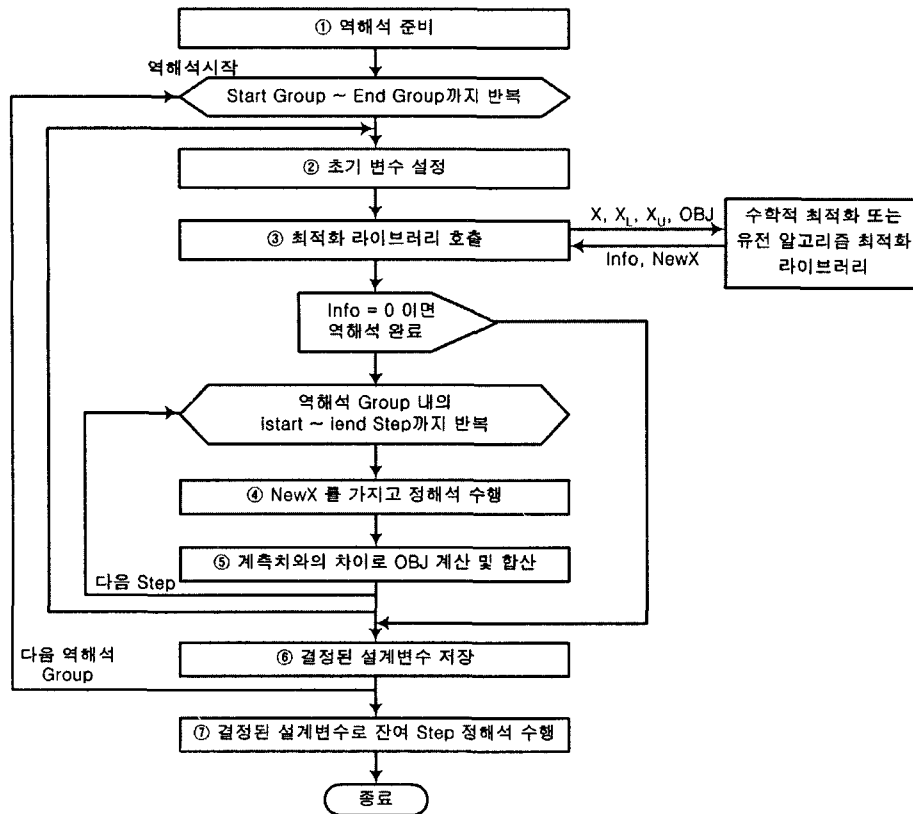 ① 역해석 준비
역해석시작
Start Group ~ End Group까지 반복
② 초기 변수 설정
③ 최적화 라이브러리 호출
X, X_L, X_U, OBJ
Info, NewX
수학적 최적화 또는
유전 알고리즘 최적화
라이브러리
Info = 0 이면
역해석 완료
역해석 Group 내의
istart ~ iend Step까지 반복
④ NewX 를 가지고 정해석 수행
⑤ 계측치와의 차이로 OBJ 계산 및 합산
다음 Step
⑥ 결정된 설계변수 저장
다음 역해석
Group
⑦ 결정된 설계변수로 잔여 Step 정해석 수행
종료